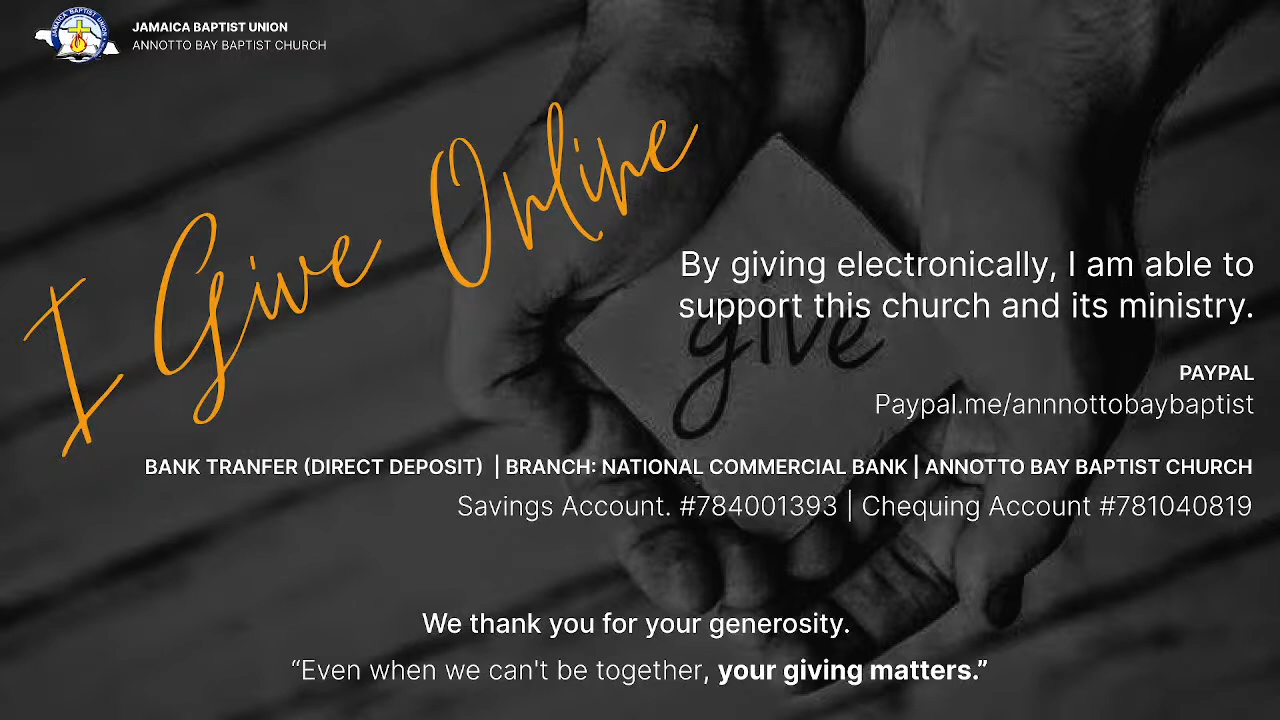 JAMAICA BAPTIST UNION
ANNOTTO BAY BAPTIST CHURCH
I Give Online
By giving electronically, I am able to
support this church and its ministry.
give
PAYPAL
Paypal.me/annnottobaybaptist
BANK TRANFER (DIRECT DEPOSIT) | BRANCH: NATIONAL COMMERCIAL BANK | ANNOTTO BAY BAPTIST CHURCH
Savings Account. #784001393 | Chequing Account #781040819
We thank you for your generosity.
“Even when we can't be together, your giving matters.”